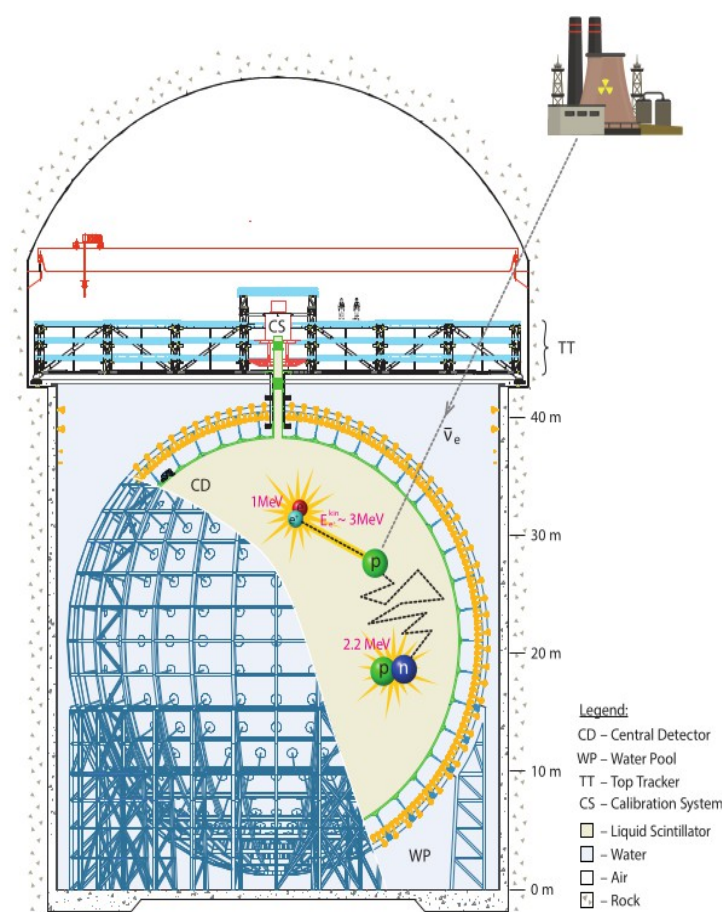 CS
TT
40 m
ν̄e
CD
1MeV
e⁺
E kin e⁺ ~ 3MeV
p
30 m
2.2 MeV
p n
20 m
Legend:
CD – Central Detector
WP – Water Pool
TT – Top Tracker
CS – Calibration System
10 m
– Liquid Scintillator
– Water
WP
– Air
0 m
– Rock